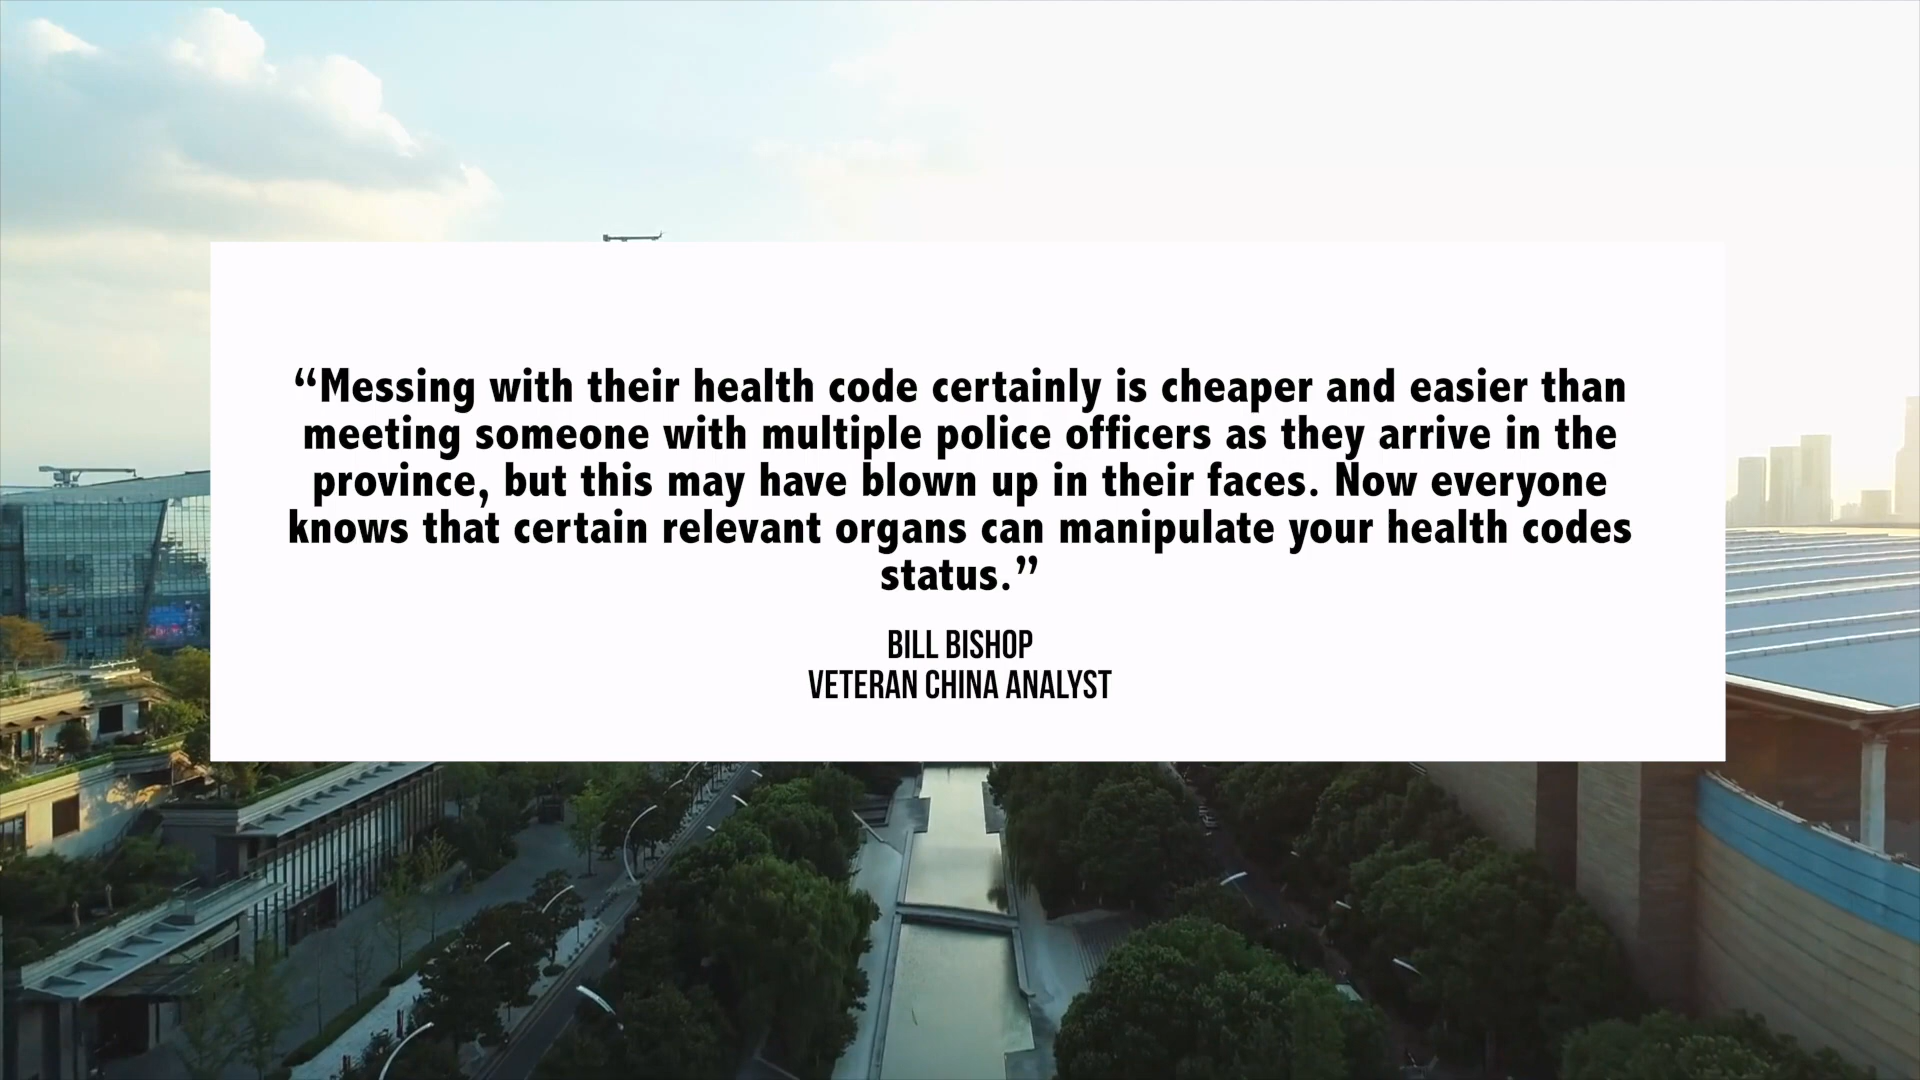 “Messing with their health code certainly is cheaper and easier than
meeting someone with multiple police officers as they arrive in the
province, but this may have blown up in their faces. Now everyone
knows that certain relevant organs can manipulate your health codes
status.”
BILL BISHOP
VETERAN CHINA ANALYST